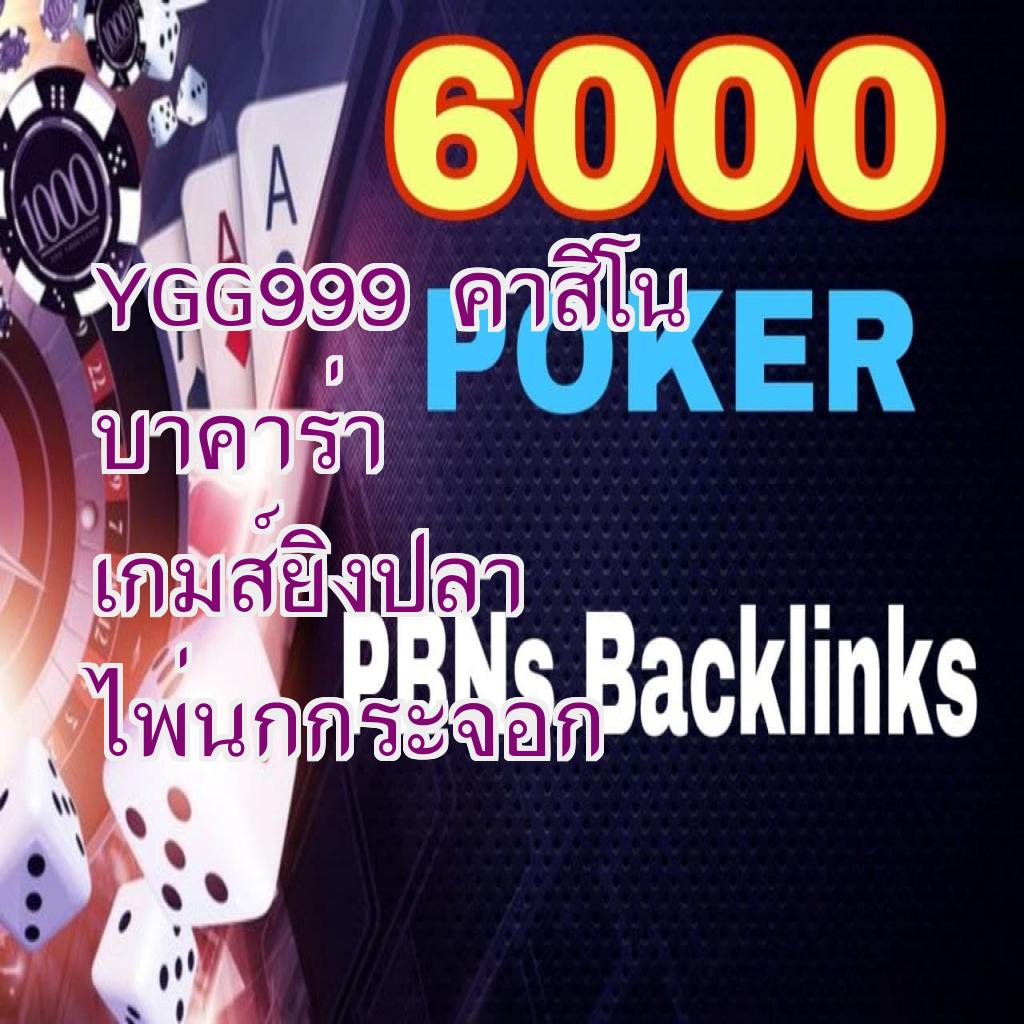 6000
YGG999 คาสิโน
POKER
บาคาร่า
เกมส์ยิงปลา
PBNs Backlinks
ไพ่นกกระจอก
1000
A
A